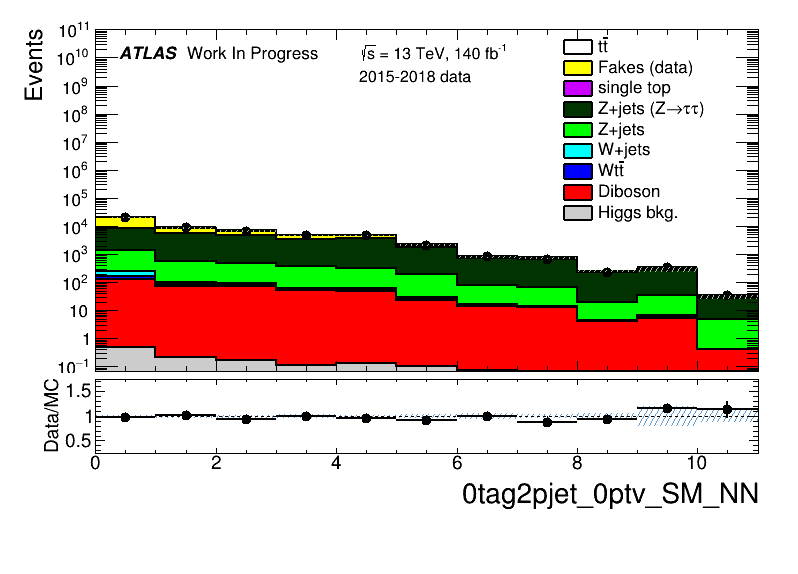 Events
10¹¹
10¹⁰
10⁹
10⁸
10⁷
10⁶
10⁵
10⁴
10³
10²
10
1
10⁻¹
ATLAS Work In Progress
√s = 13 TeV, 140 fb⁻¹
2015-2018 data
tt̄
Fakes (data)
single top
Z+jets (Z→ττ)
Z+jets
W+jets
Wtt̄
Diboson
Higgs bkg.
Data/MC
1.5
1
0.5
0 2 4 6 8 10
0tag2pjet_0ptv_SM_NN